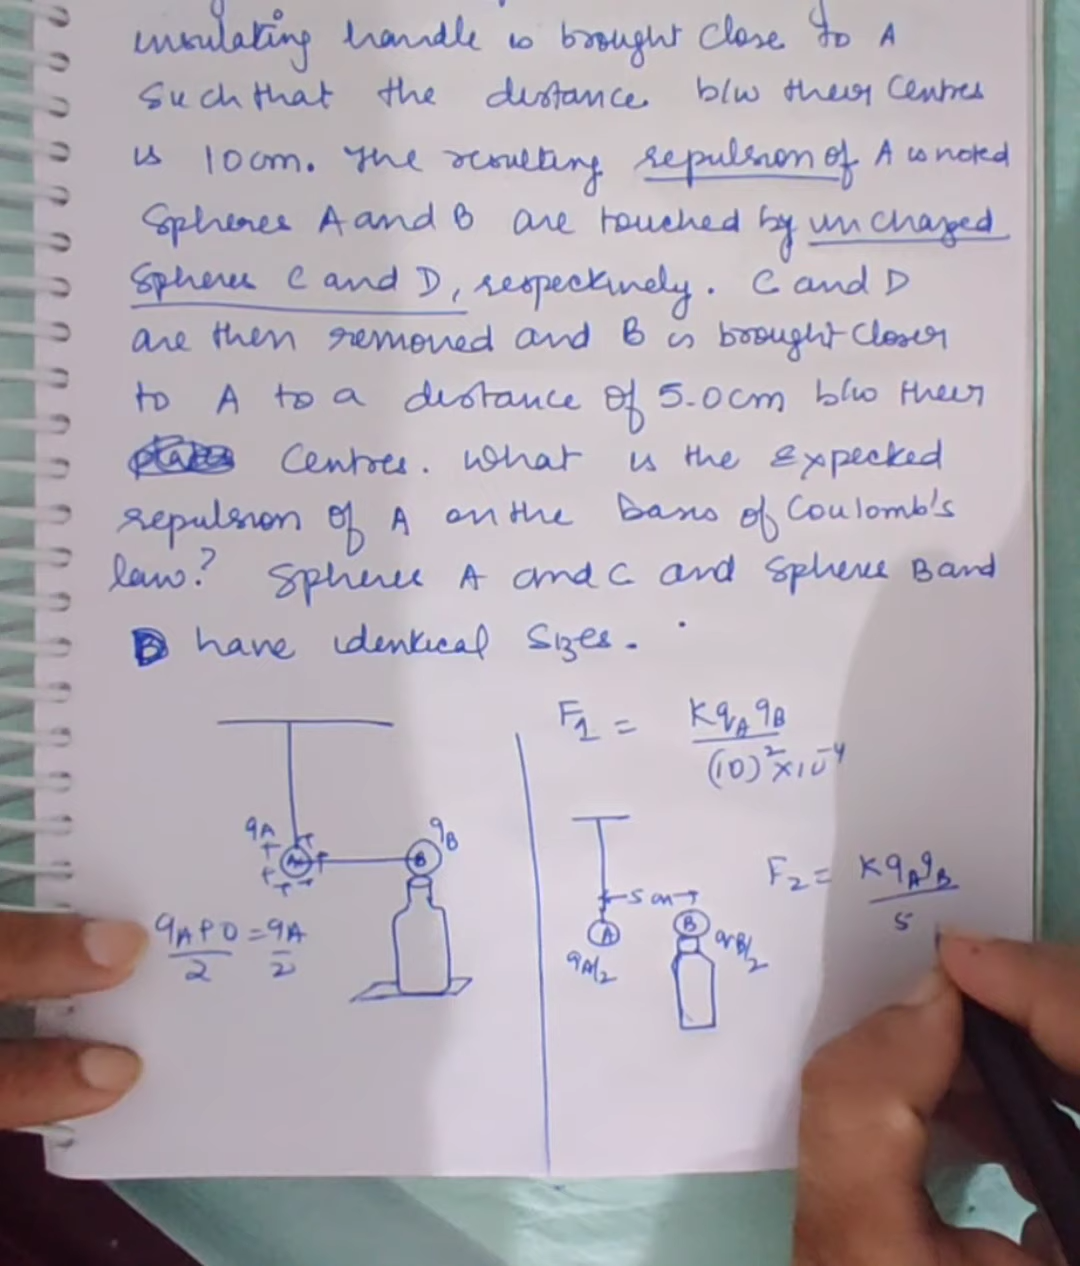 insulating handle is brought close to A
Such that the distance b/w their Centres
is 10cm. The resulting repulsion of A is noted
Spheres A and B are touched by uncharged
Spheres C and D, respectively. C and D
are then removed and B is brought closer
to A to a distance of 5.0cm b/w their
Centres. What is the expected
repulsion of A on the basis of Coulomb's
law? Spheres A and C and Spheres B and
D have identical sizes.
F1 = KqAqB
(10)²×10⁻⁴
qA
A
B
qB
qA+0 = qA
2 2
5 cm
A
B
qA/2
qB/2
F2 = KqAqB
5